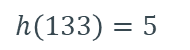 h(133) = 5